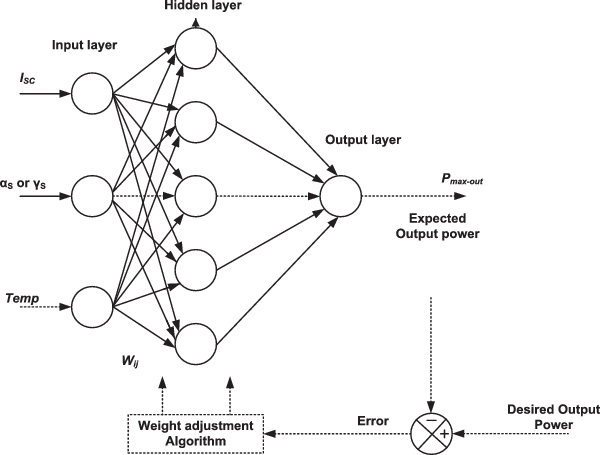 Hidden layer
Input layer
I_SC
Output layer
α_S or γ_S
P_max-out
Expected
Output power
Temp
W_ij
Desired Output
Power
−
+
Error
Weight adjustment
Algorithm